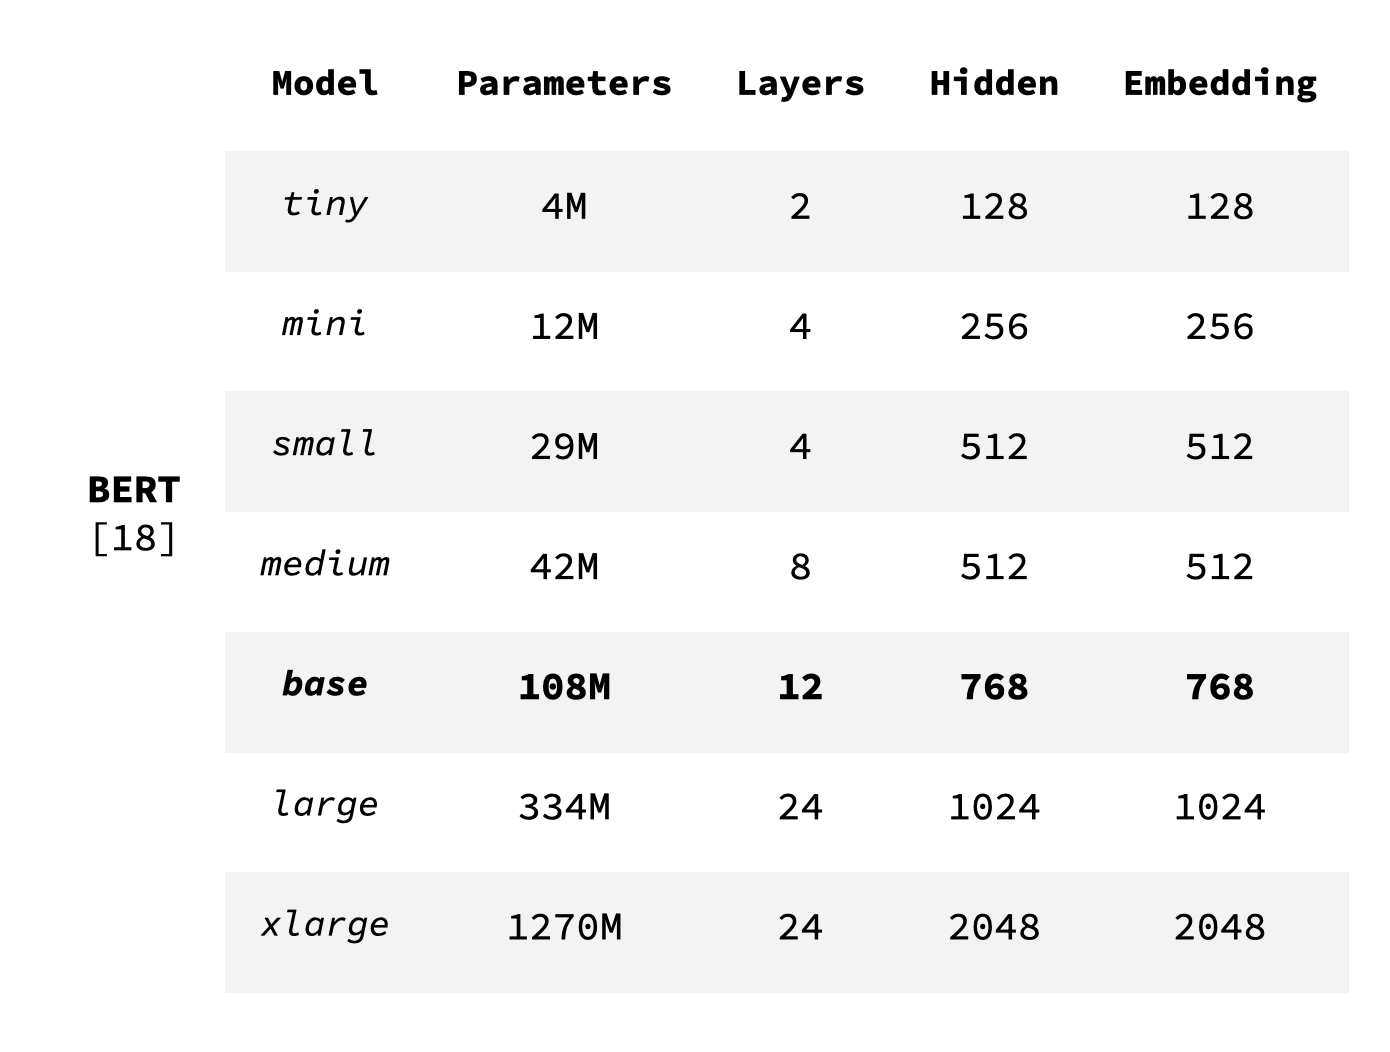 Model Parameters Layers Hidden Embedding
tiny 4M 2 128 128
mini 12M 4 256 256
small 29M 4 512 512
BERT
[18]
medium 42M 8 512 512
base 108M 12 768 768
large 334M 24 1024 1024
xlarge 1270M 24 2048 2048